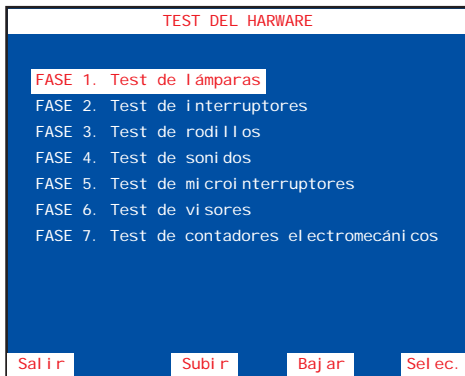 TEST DEL HARWARE
FASE 1. Test de lámparas
FASE 2. Test de interruptores
FASE 3. Test de rodillos
FASE 4. Test de sonidos
FASE 5. Test de microinterruptores
FASE 6. Test de visores
FASE 7. Test de contadores electromecánicos
Salir Subir Bajar Selec.